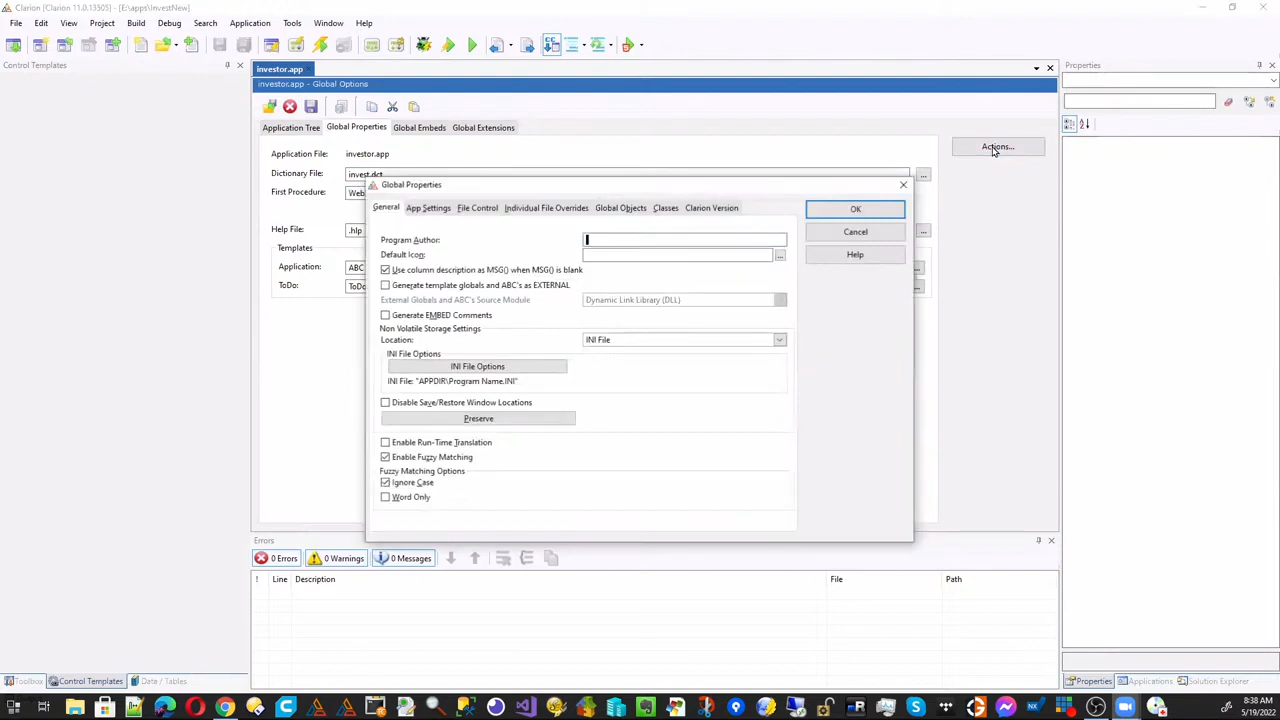 Clarion [Clarion 11.0.13505] - [E:\apps\InvestNew]
File Edit View Project Build Debug Search Application Tools Window Help
Control Templates
investor.app
Properties
investor.app - Global Options
Application Tree Global Properties Global Embeds Global Extensions
Actions...
Application File: investor.app
Dictionary File: invest.dct
First Procedure: Web
Help File: .hlp
Templates
Application: ABC
ToDo: ToDo
Global Properties
General App Settings File Control Individual File Overrides Global Objects Classes Clarion Version
OK
Cancel
Help
Program Author:
Default Icon:
Use column description as MSG() when MSG() is blank
Generate template globals and ABC's as EXTERNAL
External Globals and ABC's Source Module Dynamic Link Library (DLL)
Generate EMBED Comments
Non Volatile Storage Settings
Location: INI File
INI File Options
INI File Options
INI File: "APPDIR\Program Name.INI"
Disable Save/Restore Window Locations
Preserve
Enable Run-Time Translation
Enable Fuzzy Matching
Fuzzy Matching Options
Ignore Case
Word Only
Errors
0 Errors 0 Warnings 0 Messages
! Line Description File Path
Toolbox Control Templates Data / Tables
Properties Applications Solution Explorer
8:38 AM
5/19/2022